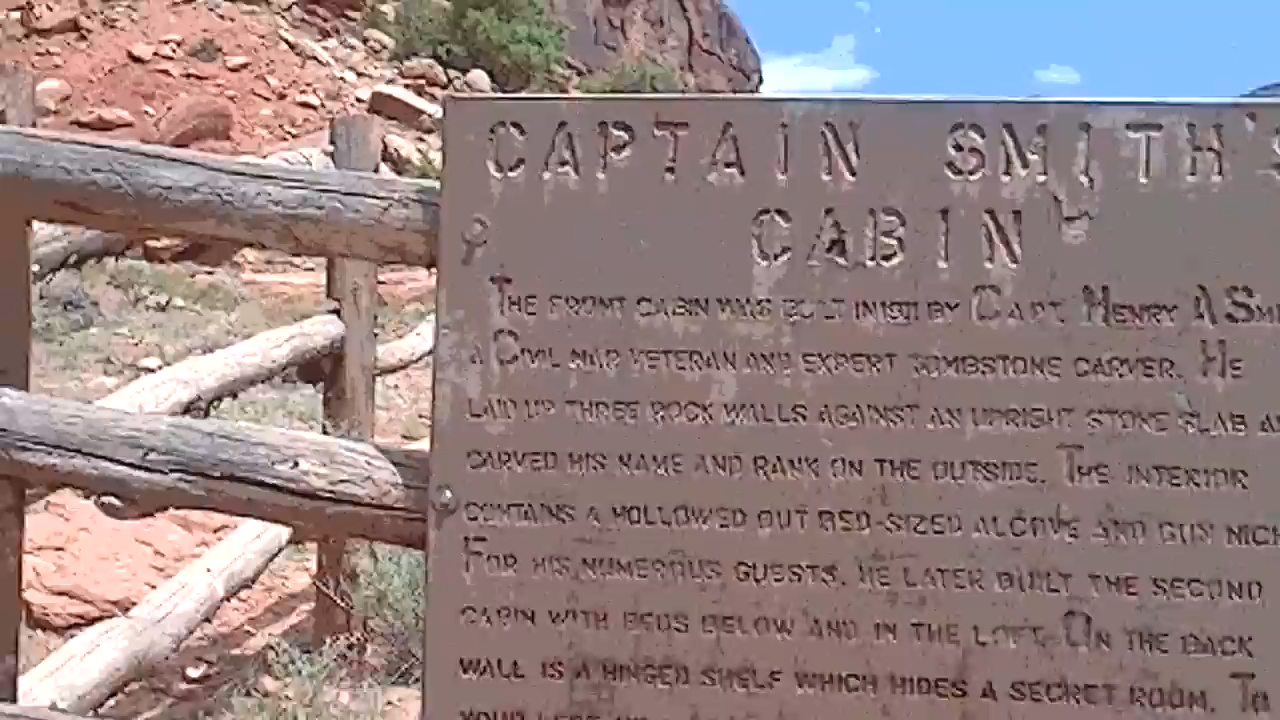 CAPTAIN SMITH'S
CABIN
THE FRONT CABIN WAS BUILT IN BY CAPT. HENRY A SMI
A CIVIL WAR VETERAN AND EXPERT TOMBSTONE CARVER. HE
LAID UP THREE ROCK WALLS AGAINST AN UPRIGHT STONE SLAB
CARVED HIS NAME AND RANK ON THE OUTSIDE. THE INTERIOR
CONTAINS A HOLLOWED OUT BED-SIZED ALCOVE AND GUN NICH
FOR HIS NUMEROUS GUESTS, HE LATER BUILT THE SECOND
CABIN WITH BEDS BELOW AND IN THE LOFT. ON THE BACK
WALL IS A HINGED SHELF WHICH HIDES A SECRET ROOM. TO
YOUR LEFT